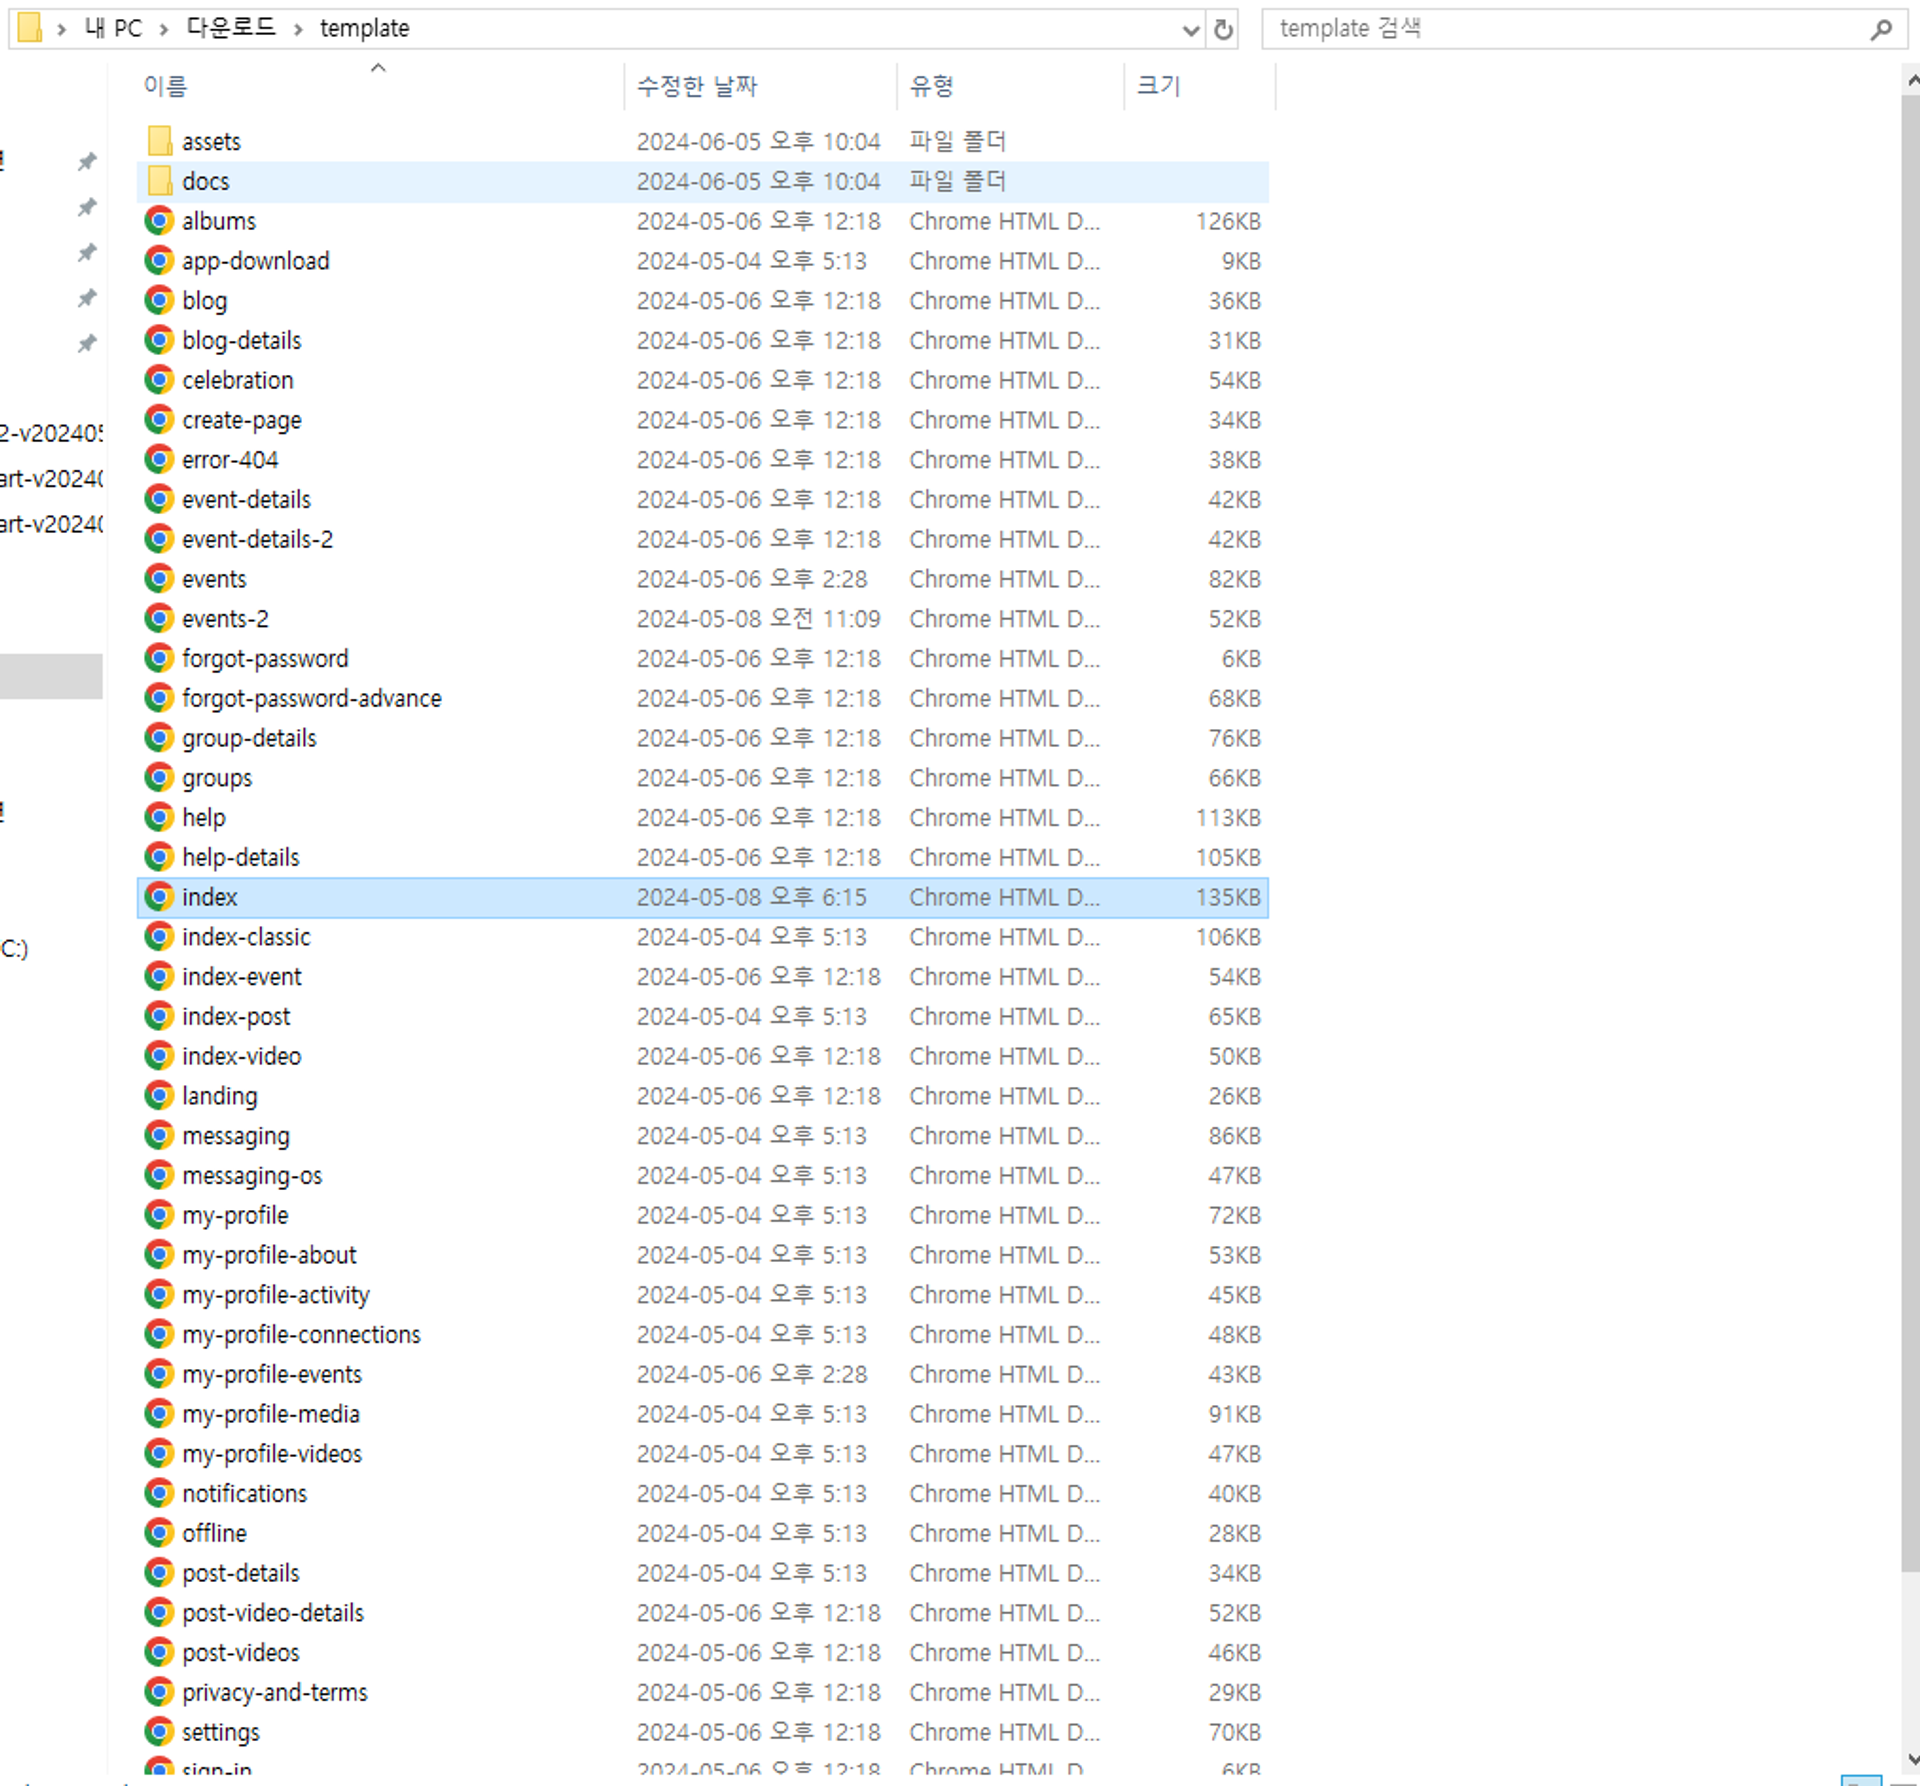 내 PC > 다운로드 > template
template 검색
이름 수정한 날짜 유형 크기
assets 2024-06-05 오후 10:04 파일 폴더
docs 2024-06-05 오후 10:04 파일 폴더
albums 2024-05-06 오후 12:18 Chrome HTML D... 126KB
app-download 2024-05-04 오후 5:13 Chrome HTML D... 9KB
blog 2024-05-06 오후 12:18 Chrome HTML D... 36KB
blog-details 2024-05-06 오후 12:18 Chrome HTML D... 31KB
celebration 2024-05-06 오후 12:18 Chrome HTML D... 54KB
2-v202405
create-page 2024-05-06 오후 12:18 Chrome HTML D... 34KB
error-404 2024-05-06 오후 12:18 Chrome HTML D... 38KB
art-v20240
event-details 2024-05-06 오후 12:18 Chrome HTML D... 42KB
art-v20240
event-details-2 2024-05-06 오후 12:18 Chrome HTML D... 42KB
events 2024-05-06 오후 2:28 Chrome HTML D... 82KB
events-2 2024-05-08 오전 11:09 Chrome HTML D... 52KB
forgot-password 2024-05-06 오후 12:18 Chrome HTML D... 6KB
forgot-password-advance 2024-05-06 오후 12:18 Chrome HTML D... 68KB
group-details 2024-05-06 오후 12:18 Chrome HTML D... 76KB
groups 2024-05-06 오후 12:18 Chrome HTML D... 66KB
help 2024-05-06 오후 12:18 Chrome HTML D... 113KB
help-details 2024-05-06 오후 12:18 Chrome HTML D... 105KB
index 2024-05-08 오후 6:15 Chrome HTML D... 135KB
index-classic 2024-05-04 오후 5:13 Chrome HTML D... 106KB
C:)
index-event 2024-05-06 오후 12:18 Chrome HTML D... 54KB
index-post 2024-05-04 오후 5:13 Chrome HTML D... 65KB
index-video 2024-05-06 오후 12:18 Chrome HTML D... 50KB
landing 2024-05-06 오후 12:18 Chrome HTML D... 26KB
messaging 2024-05-04 오후 5:13 Chrome HTML D... 86KB
messaging-os 2024-05-04 오후 5:13 Chrome HTML D... 47KB
my-profile 2024-05-04 오후 5:13 Chrome HTML D... 72KB
my-profile-about 2024-05-04 오후 5:13 Chrome HTML D... 53KB
my-profile-activity 2024-05-04 오후 5:13 Chrome HTML D... 45KB
my-profile-connections 2024-05-04 오후 5:13 Chrome HTML D... 48KB
my-profile-events 2024-05-06 오후 2:28 Chrome HTML D... 43KB
my-profile-media 2024-05-04 오후 5:13 Chrome HTML D... 91KB
my-profile-videos 2024-05-04 오후 5:13 Chrome HTML D... 47KB
notifications 2024-05-04 오후 5:13 Chrome HTML D... 40KB
offline 2024-05-04 오후 5:13 Chrome HTML D... 28KB
post-details 2024-05-04 오후 5:13 Chrome HTML D... 34KB
post-video-details 2024-05-06 오후 12:18 Chrome HTML D... 52KB
post-videos 2024-05-06 오후 12:18 Chrome HTML D... 46KB
privacy-and-terms 2024-05-06 오후 12:18 Chrome HTML D... 29KB
settings 2024-05-06 오후 12:18 Chrome HTML D... 70KB
sign-in 2024-05-06 오후 12:18 Chrome HTML D... 6KB